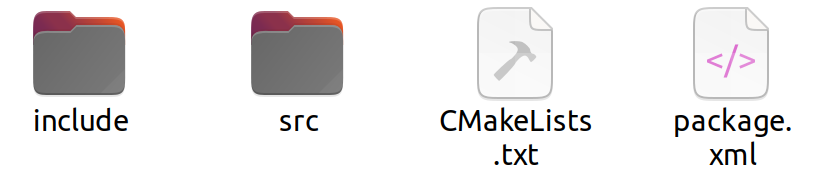 include
src
CMakeLists
.txt
package.
xml
</>